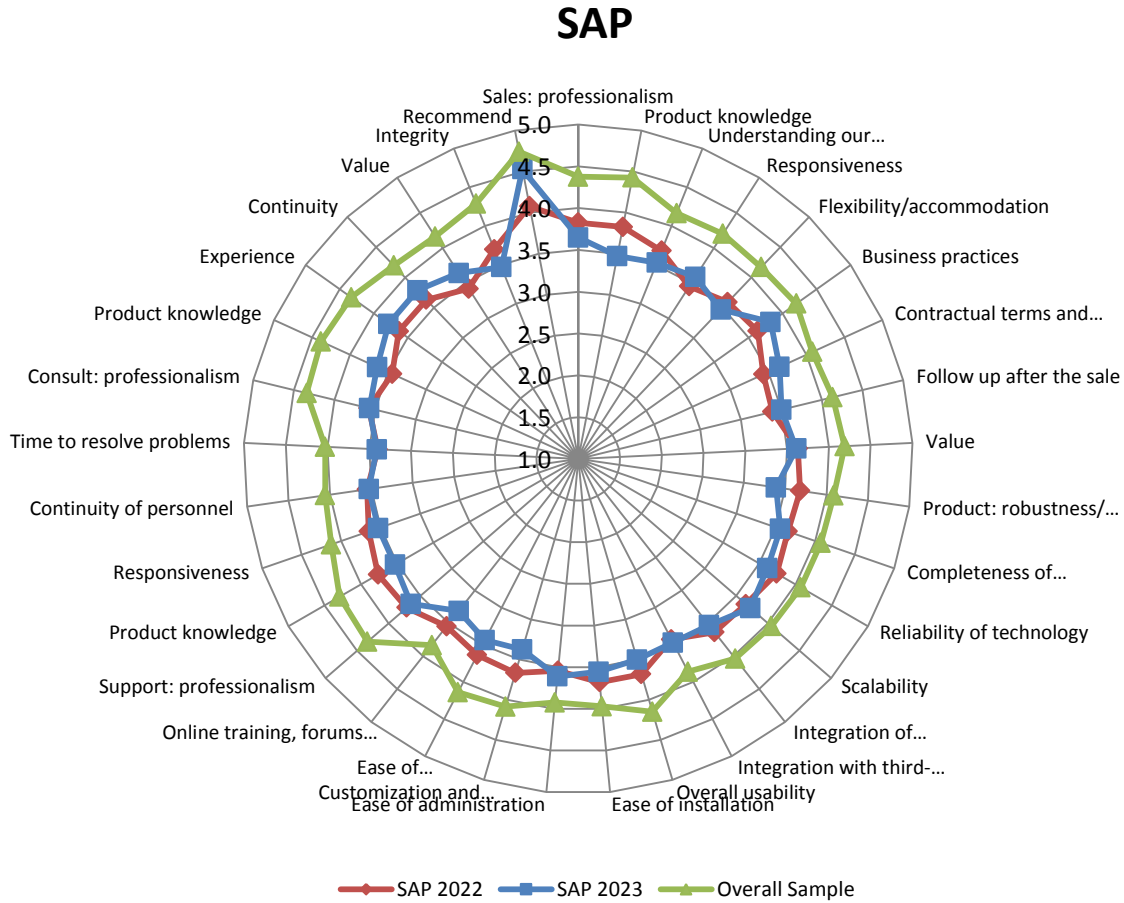 SAP
Sales: professionalism
Product knowledge
Understanding our...
Responsiveness
Flexibility/accommodation
Business practices
Contractual terms and...
Follow up after the sale
Value
Product: robustness/...
Completeness of...
Reliability of technology
Scalability
Integration of...
Integration with third-...
Overall usability
Ease of installation
Ease of administration
Customization and...
Ease of...
Online training, forums...
Support: professionalism
Product knowledge
Responsiveness
Continuity of personnel
Time to resolve problems
Consult: professionalism
Product knowledge
Experience
Continuity
Value
Integrity
Recommend
5.0
4.5
4.0
3.5
3.0
2.5
2.0
1.5
1.0
SAP 2022
SAP 2023
Overall Sample